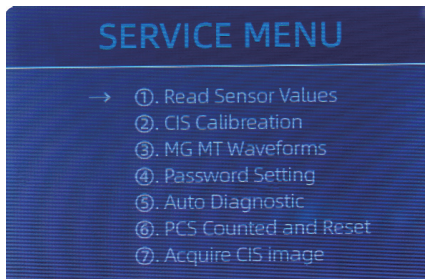 SERVICE MENU
→ ①. Read Sensor Values
②. CIS Calibreation
③. MG MT Waveforms
④. Password Setting
⑤. Auto Diagnostic
⑥. PCS Counted and Reset
⑦. Acquire CIS image